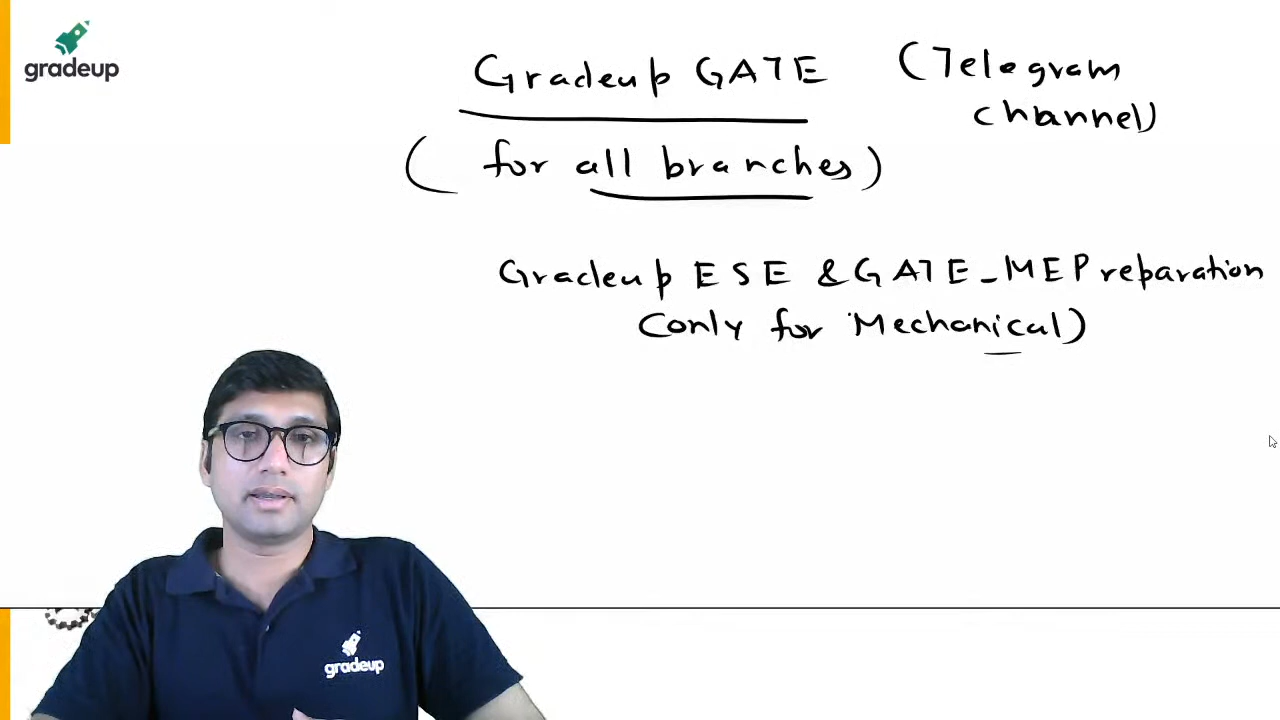 gradeup
Gradeup GATE (Telegram
channel)
(for all branches)
Gradeup ESE & GATE_MEPreparation
(only for Mechanical)
gradeup